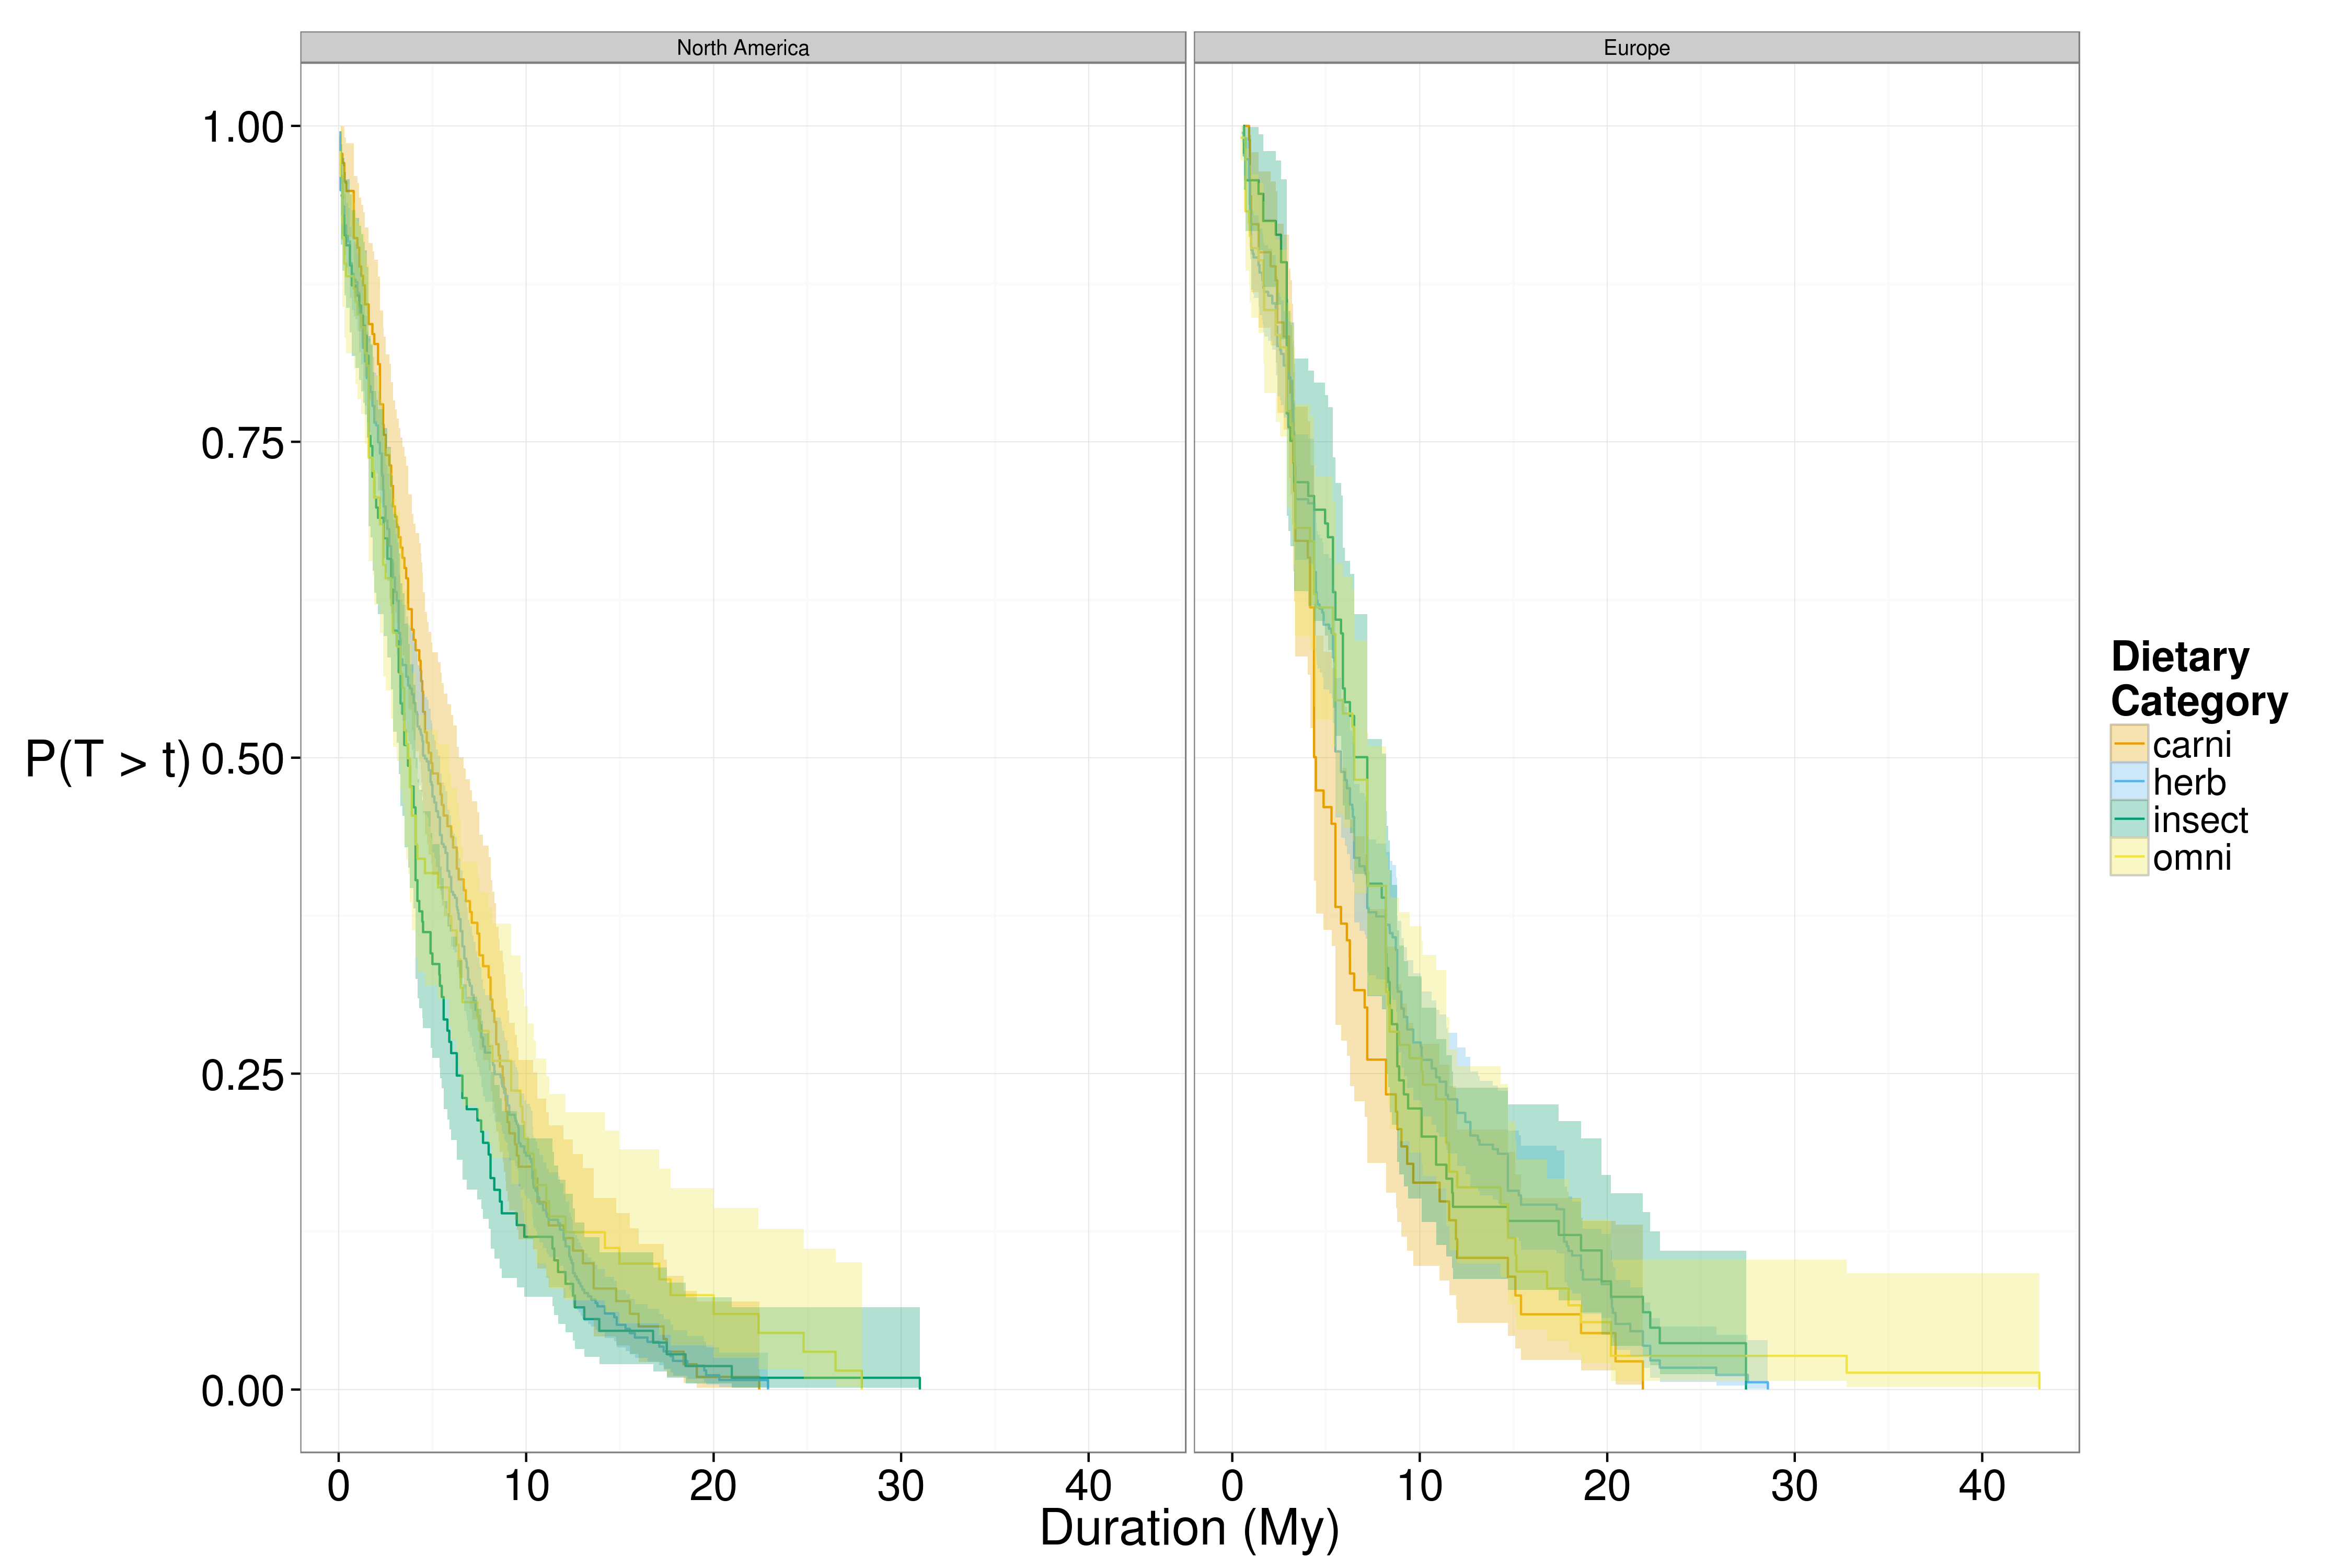 North America
Europe
1.00
0.75
P(T > t) 0.50
0.25
0.00
0 10 20 30 40
0 10 20 30 40
Duration (My)
Dietary
Category
carni
herb
insect
omni